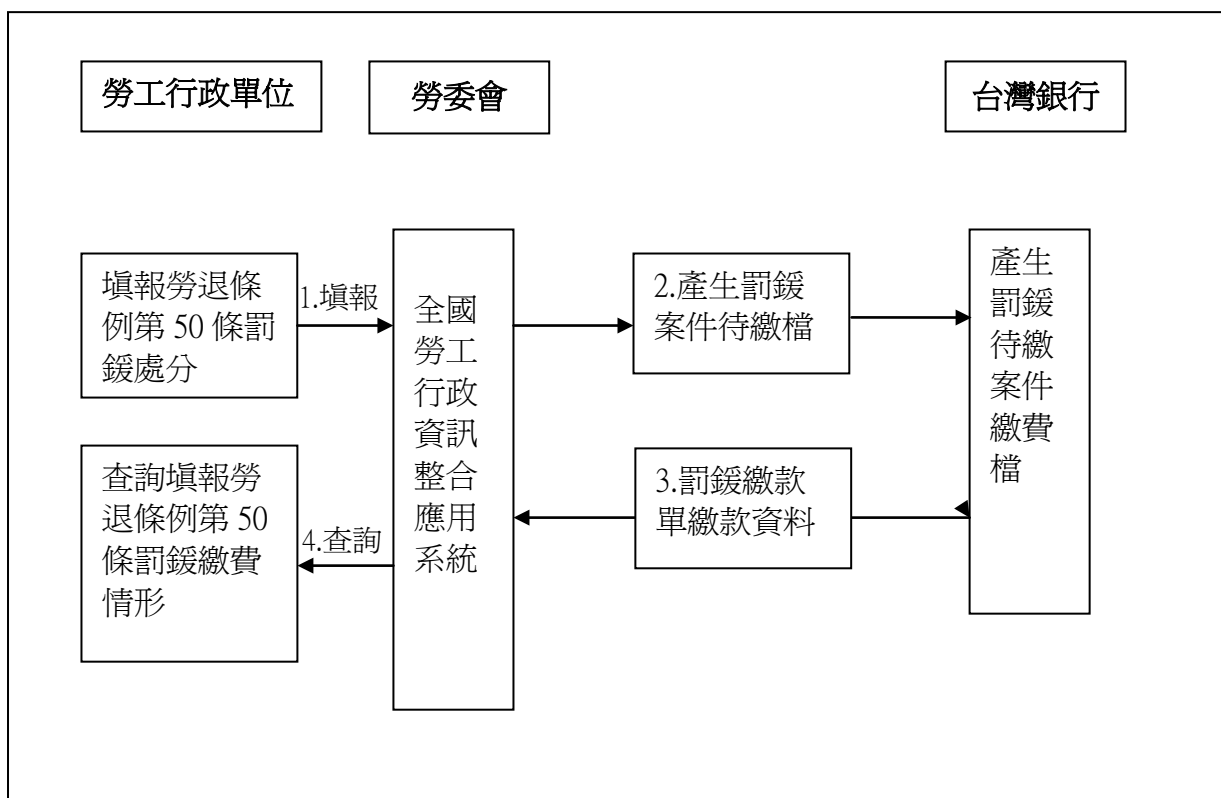 勞工行政單位
勞委會
台灣銀行
填報勞退條
例第 50 條罰
鍰處分
1.填報
全國
勞工
行政
資訊
整合
應用
系統
2.產生罰鍰
案件待繳檔
產生
罰鍰
待繳
案件
繳費
檔
查詢填報勞
退條例第 50
條罰鍰繳費
情形
4.查詢
3.罰鍰繳款
單繳款資料